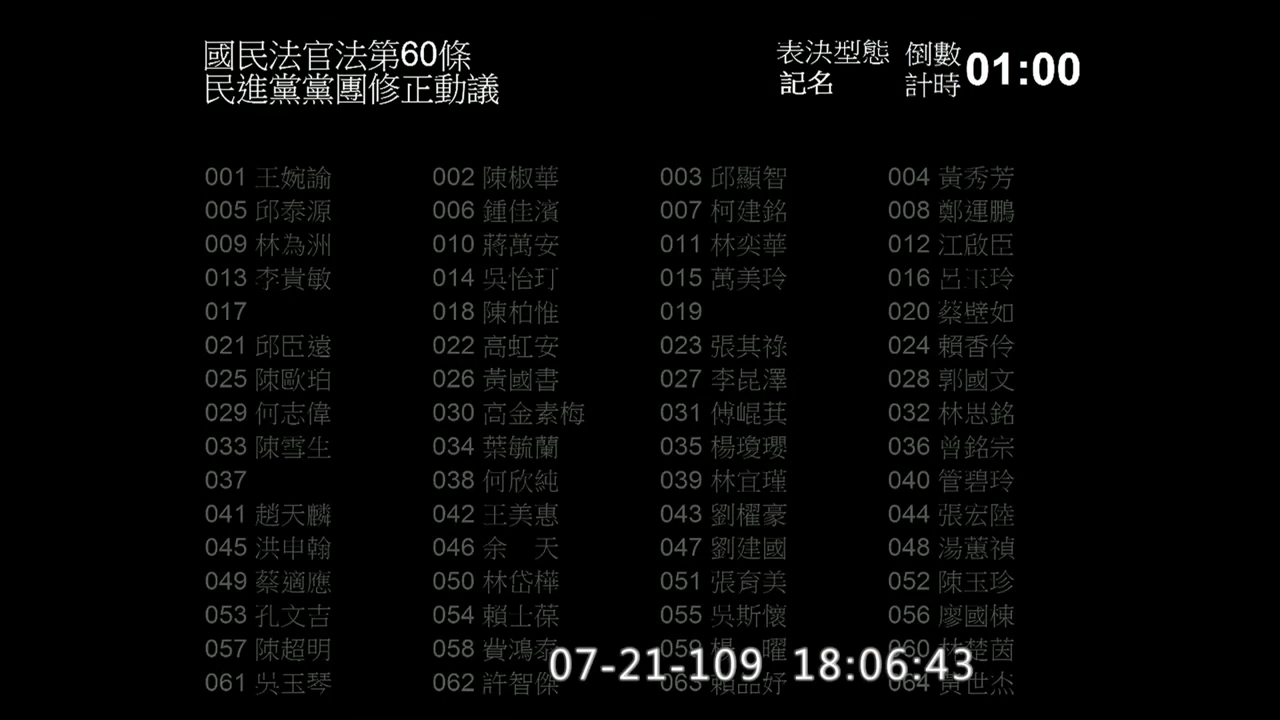 國民法官法第60條
民進黨黨團修正動議
表決型態
記名
倒數
計時
01:00
001 王婉諭 002 陳椒華 003 邱顯智 004 黃秀芳
005 邱泰源 006 鍾佳濱 007 柯建銘 008 鄭運鵬
009 林為洲 010 蔣萬安 011 林奕華 012 江啟臣
013 李貴敏 014 吳怡玎 015 萬美玲 016 呂玉玲
017 018 陳柏惟 019 020 蔡壁如
021 邱臣遠 022 高虹安 023 張其祿 024 賴香伶
025 陳歐珀 026 黃國書 027 李昆澤 028 郭國文
029 何志偉 030 高金素梅 031 傅崐萁 032 林思銘
033 陳雪生 034 葉毓蘭 035 楊瓊瓔 036 曾銘宗
037 038 何欣純 039 林宜瑾 040 管碧玲
041 趙天麟 042 王美惠 043 劉櫂豪 044 張宏陸
045 洪申翰 046 余 天 047 劉建國 048 湯蕙禎
049 蔡適應 050 林岱樺 051 張育美 052 陳玉珍
053 孔文吉 054 賴士葆 055 吳斯懷 056 廖國棟
057 陳超明 058 費鴻泰 059 楊 曜 060 林楚茵
061 吳玉琴 062 許智傑 063 賴品妤 064 黃世杰
07-21-109 18:06:43